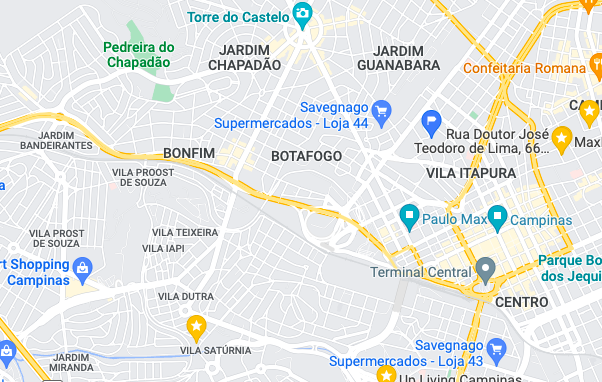 Torre do Castelo
Pedreira do
Chapadão
JARDIM
CHAPADÃO
JARDIM
GUANABARA
Confeitaria Romana
Savegnago
Supermercados - Loja 44
CAM
Rua Doutor José
Teodoro de Lima, 66...
Maxi
JARDIM
BANDEIRANTES
BONFIM
BOTAFOGO
VILA PROOST
DE SOUZA
VILA ITAPURA
a
Paulo Max
Campinas
VILA PROST
DE SOUZA
VILA TEIXEIRA
VILA IAPI
rt Shopping
Campinas
Terminal Central
Parque Bo
dos Jequi
VILA DUTRA
CENTRO
VILA SATÚRNIA
JARDIM
MIRANDA
Savegnago
Supermercados - Loja 43
Up Living Campinas